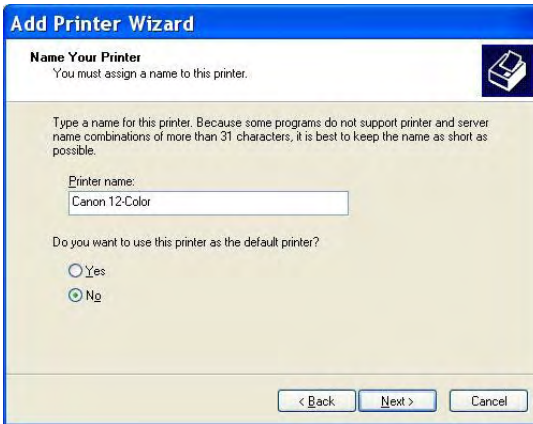 Add Printer Wizard
Name Your Printer
You must assign a name to this printer.
Type a name for this printer. Because some programs do not support printer and server
name combinations of more than 31 characters, it is best to keep the name as short as
possible.
Printer name:
Canon 12-Color
Do you want to use this printer as the default printer?
Yes
No
< Back
Next >
Cancel